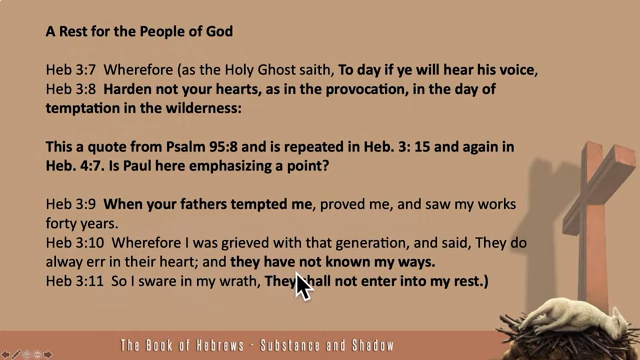 A Rest for the People of God
Heb 3:7 Wherefore (as the Holy Ghost saith, To day if ye will hear his voice,
Heb 3:8 Harden not your hearts, as in the provocation, in the day of
temptation in the wilderness:
This a quote from Psalm 95:8 and is repeated in Heb. 3: 15 and again in
Heb. 4:7. Is Paul here emphasizing a point?
Heb 3:9 When your fathers tempted me, proved me, and saw my works
forty years.
Heb 3:10 Wherefore I was grieved with that generation, and said, They do
alway err in their heart; and they have not known my ways.
Heb 3:11 So I sware in my wrath, They shall not enter into my rest.)
The Book of Hebrews - Substance and Shadow